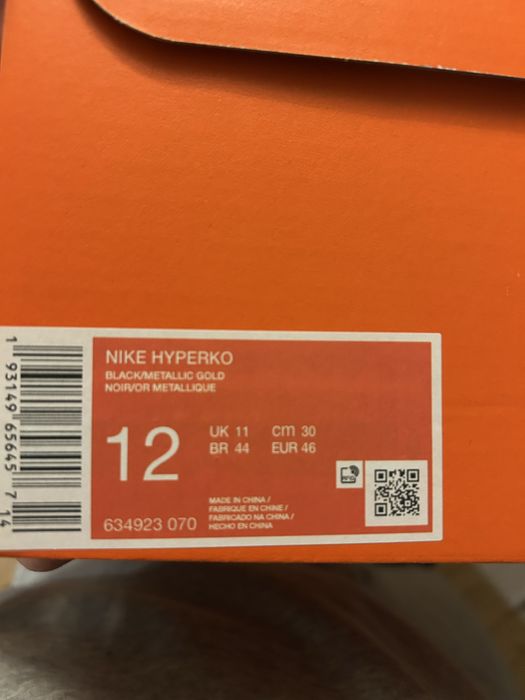 NIKE HYPERKO
BLACK/METALLIC GOLD
NOIR/OR METALLIQUE
12
UK 11 cm 30
BR 44 EUR 46
MADE IN CHINA /
FABRIQUE EN CHINE /
FABRICADO NA CHINA /
HECHO EN CHINA
634923 070
1 93149 65645 7 14